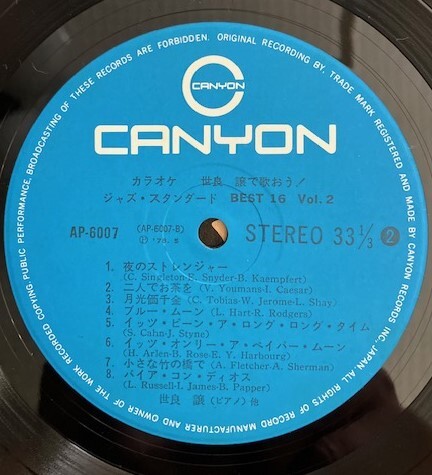 BROADCASTING OF THESE RECORDS ARE FORBIDDEN. ORIGINAL RECORDING BY. TRADE MARK REGISTERED AND MADE BY CANYON RECORDS INC, JAPAN ALL RIGHTS OF RECORD MANUFACTURER AND OWNER OF THE WORK RECORDED COPYING PUBLIC PERFORMANCE.
CANYON
CANYON
カラオケ 世良 譲で歌おう!
ジャズ・スタンダード BEST 16 Vol.2
AP-6007 (AP-6007-B) STEREO 33 1/3 2
1. 夜のストレンジャー
(C. Singleton-E. Snyder-B. Kaempfert)
2. 二人でお茶を (V. Youmans-I. Caesar)
3. 月光価千金 (C. Tobias-W. Jerome-L. Shay)
4. ブルー・ムーン (L. Hart-R. Rodgers)
5. イッツ・ビーン・ア・ロング・ロング・タイム
(S. Cahn-J. Styne)
6. イッツ・オンリー・ア・ペイパー・ムーン
(H. Arlen-B. Rose-E. Y. Harbourg)
7. 小さな竹の橋で (A. Fletcher-A. Sherman)
8. バイア・コン・ディオス
(L. Russell-I. James-B. Papper)
世良 譲 (ピアノ) 他